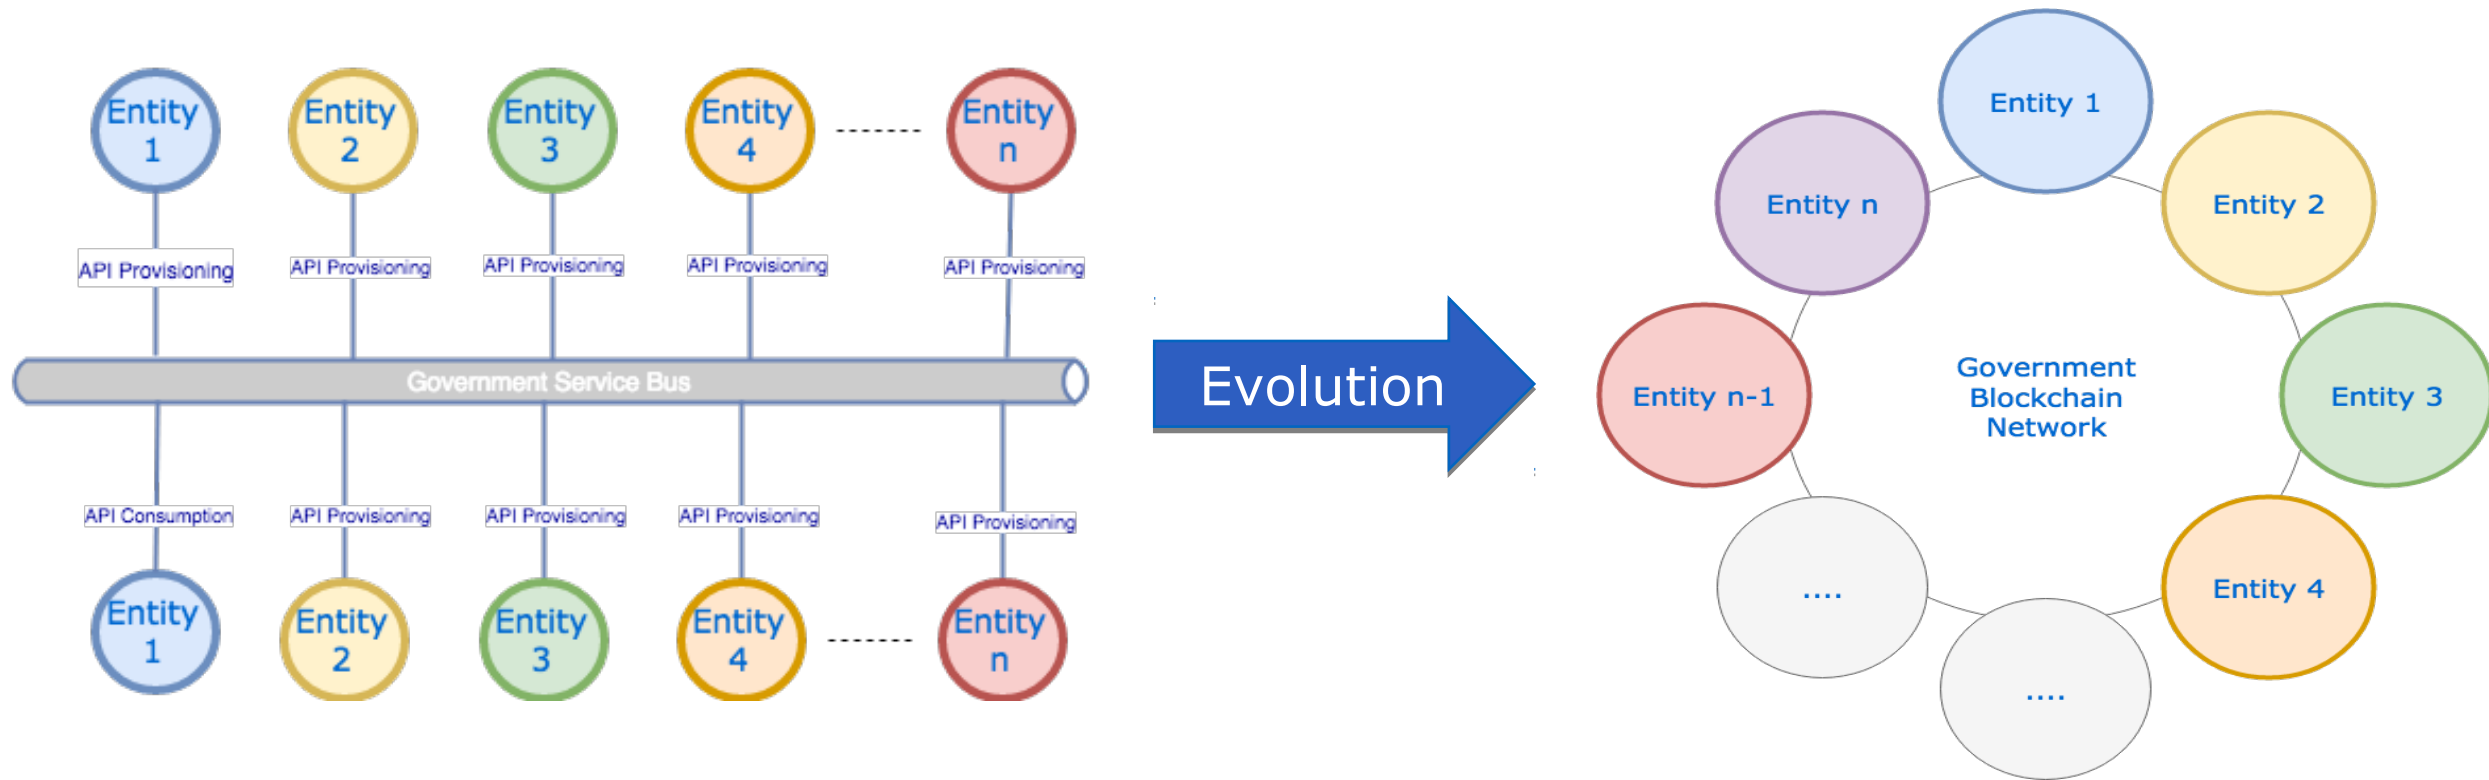 Entity
1
Entity
2
Entity
3
Entity
4
Entity
n
API Provisioning
API Provisioning
API Provisioning
API Provisioning
API Provisioning
Government Service Bus
API Consumption
API Provisioning
API Provisioning
API Provisioning
API Provisioning
Entity
1
Entity
2
Entity
3
Entity
4
Entity
n
Evolution
Entity 1
Entity 2
Entity 3
Entity 4
....
....
Entity n-1
Entity n
Government
Blockchain
Network